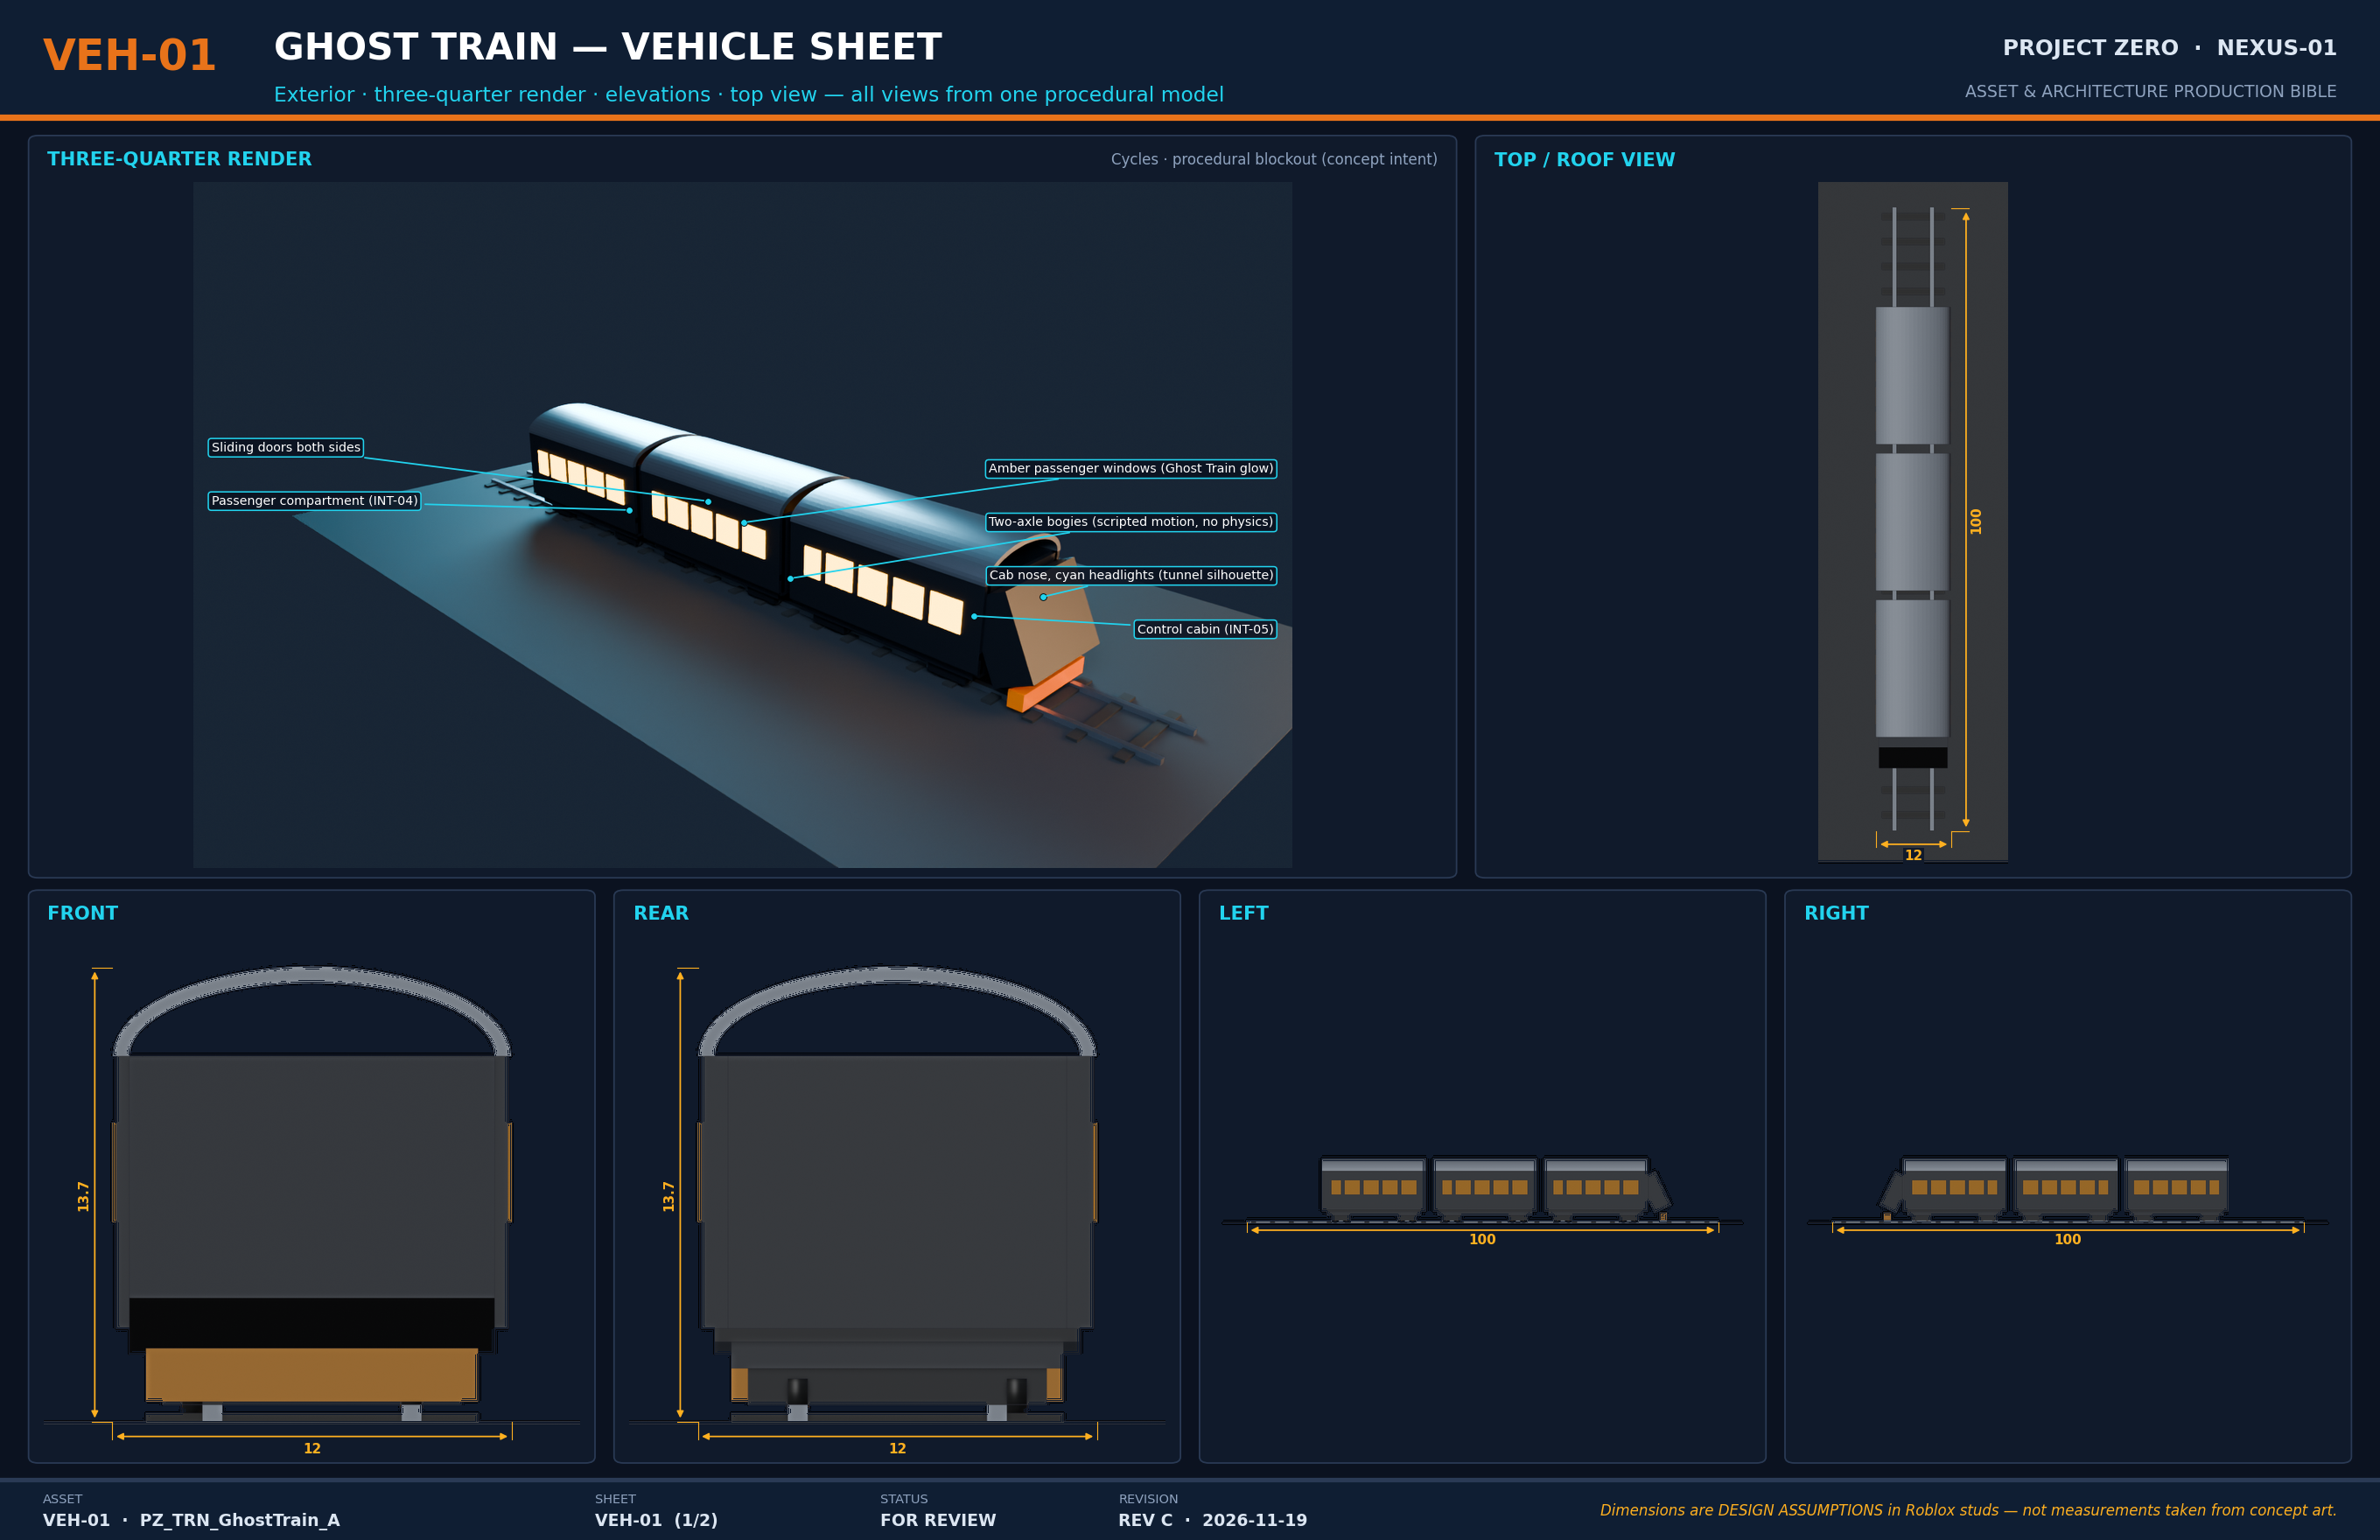 VEH-01
GHOST TRAIN — VEHICLE SHEET
Exterior · three-quarter render · elevations · top view — all views from one procedural model
PROJECT ZERO · NEXUS-01
ASSET & ARCHITECTURE PRODUCTION BIBLE
THREE-QUARTER RENDER
Cycles · procedural blockout (concept intent)
Sliding doors both sides
Passenger compartment (INT-04)
Amber passenger windows (Ghost Train glow)
Two-axle bogies (scripted motion, no physics)
Cab nose, cyan headlights (tunnel silhouette)
Control cabin (INT-05)
TOP / ROOF VIEW
100
12
FRONT
13.7
12
REAR
13.7
12
LEFT
100
RIGHT
100
ASSET
VEH-01 · PZ_TRN_GhostTrain_A
SHEET
VEH-01 (1/2)
STATUS
FOR REVIEW
REVISION
REV C · 2026-11-19
Dimensions are DESIGN ASSUMPTIONS in Roblox studs — not measurements taken from concept art.